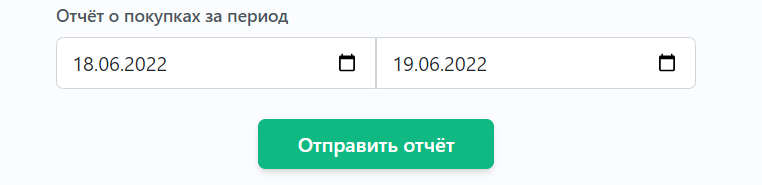 Отчёт о покупках за период
18.06.2022 19.06.2022
Отправить отчёт